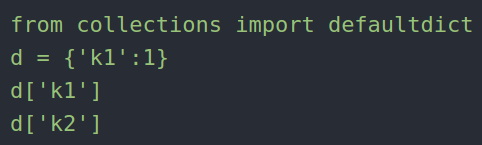 from collections import defaultdict
d = {'k1':1}
d['k1']
d['k2']